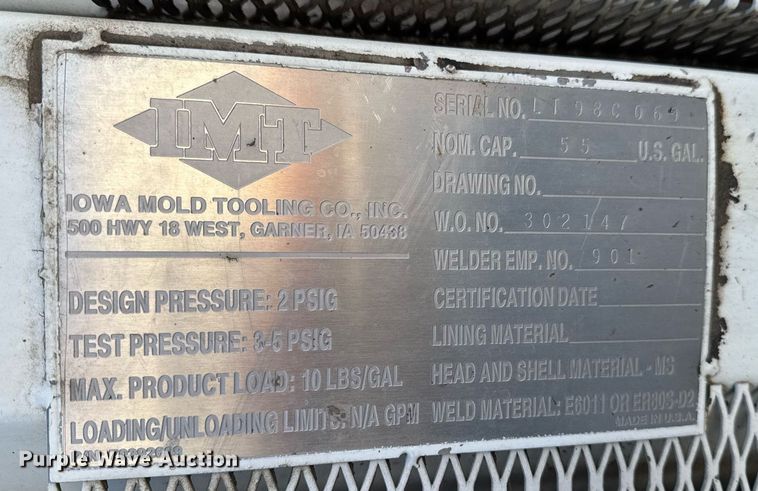 IMT
IOWA MOLD TOOLING CO., INC.
500 HWY 18 WEST, GARNER, IA 50438
DESIGN PRESSURE: 2 PSIG
TEST PRESSURE: 3-5 PSIG
MAX. PRODUCT LOAD: 10 LBS/GAL
LOADING/UNLOADING LIMITS: N/A GPM
SERIAL NO.
NOM. CAP. 55 U.S. GAL.
DRAWING NO.
W.O. NO. 302147
WELDER EMP. NO. 901
CERTIFICATION DATE
LINING MATERIAL
HEAD AND SHELL MATERIAL - MS
WELD MATERIAL: E6011 OR ER80S-D2
MADE IN U.S.A.
Purple Wave Auction